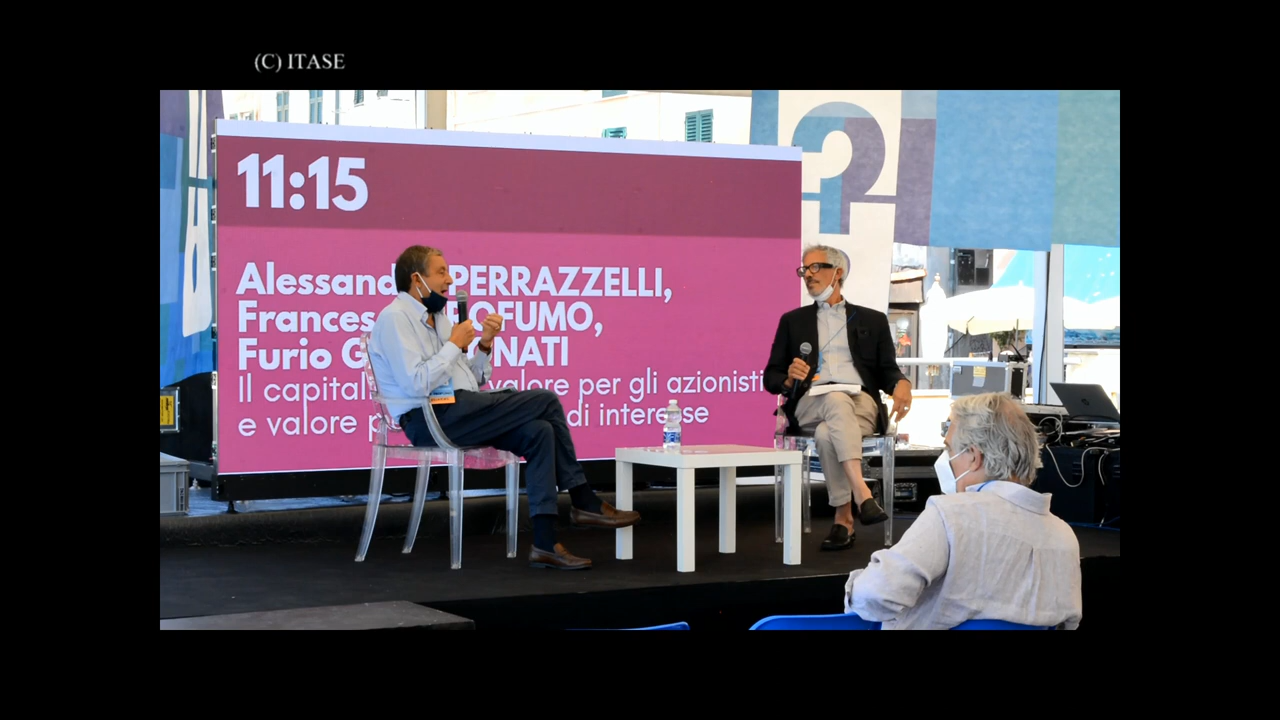 (C) ITASE
11:15
Alessand PERRAZZELLI,
Frances OFUMO,
Furio G NATI
Il capital valore per gli azionisti
e valore p di interesse
?